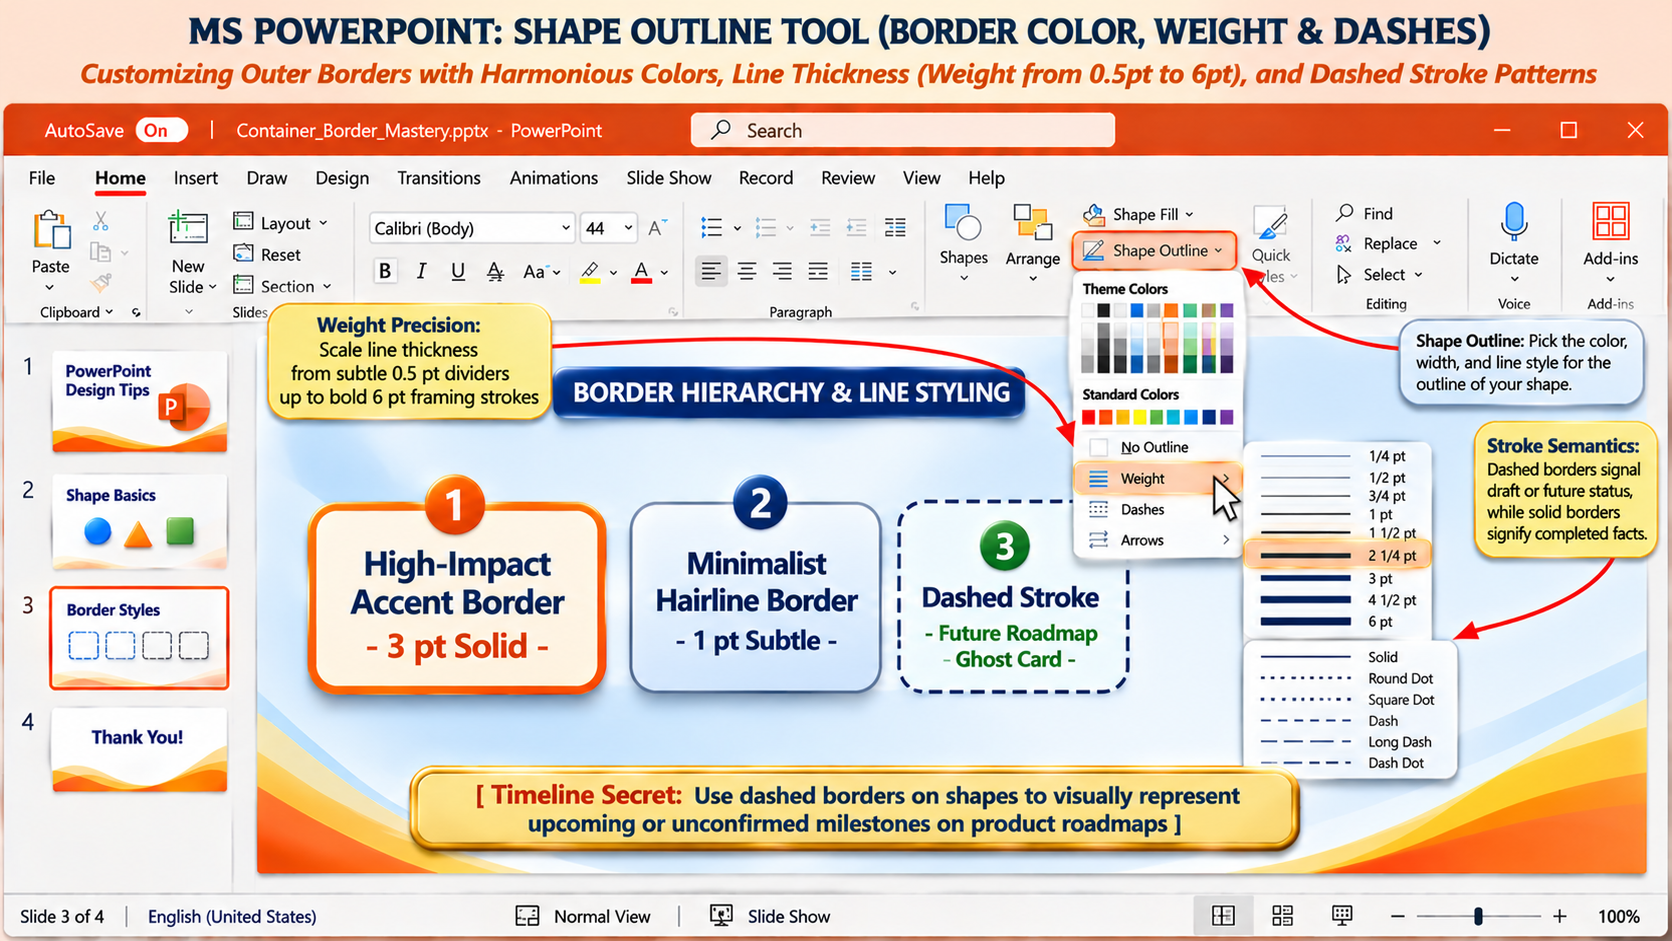 MS POWERPOINT: SHAPE OUTLINE TOOL (BORDER COLOR, WEIGHT & DASHES)
Customizing Outer Borders with Harmonious Colors, Line Thickness (Weight from 0.5pt to 6pt), and Dashed Stroke Patterns
AutoSave On | Container_Border_Mastery.pptx - PowerPoint
Search
File Home Insert Draw Design Transitions Animations Slide Show Record Review View Help
Paste
Clipboard
New
Slide
Layout
Reset
Section
Slides
Calibri (Body) 44 A
B I U A Aa A
Paragraph
Shapes
Arrange
Shape Fill
Shape Outline
Quick
yles
Find
Replace
Select
Editing
Dictate
Voice
Add-ins
Add-ins
Theme Colors
Standard Colors
No Outline
Weight
Dashes
Arrows
1/4 pt
1/2 pt
3/4 pt
1 pt
1 1/2 pt
2 1/4 pt
3 pt
4 1/2 pt
6 pt
Solid
Round Dot
Square Dot
Dash
Long Dash
Dash Dot
Weight Precision:
Scale line thickness
from subtle 0.5 pt dividers
up to bold 6 pt framing strokes
Shape Outline: Pick the color,
width, and line style for the
outline of your shape.
Stroke Semantics:
Dashed borders signal
draft or future status,
while solid borders
signify completed facts.
1
PowerPoint
Design Tips
P
2
Shape Basics
3
Border Styles
4
Thank You!
BORDER HIERARCHY & LINE STYLING
1
High-Impact
Accent Border
- 3 pt Solid -
2
Minimalist
Hairline Border
- 1 pt Subtle -
3
Dashed Stroke
- Future Roadmap
- Ghost Card -
[ Timeline Secret: Use dashed borders on shapes to visually represent
upcoming or unconfirmed milestones on product roadmaps ]
Slide 3 of 4 | English (United States)
Normal View | Slide Show
100%